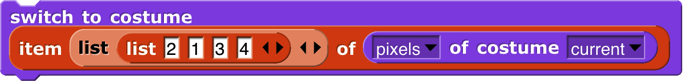 switch to costume
item list list 2 1 3 4 of pixels of costume current